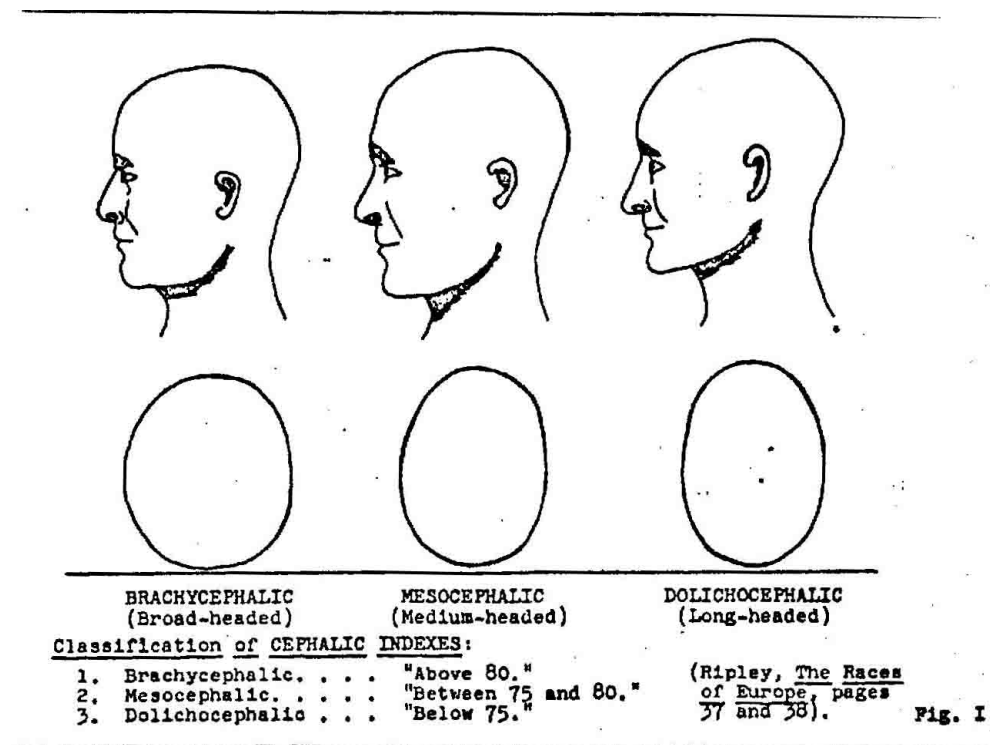 BRACHYCEPHALIC MESOCEPHALIC DOLICHOCEPHALIC
(Broad-headed) (Medium-headed) (Long-headed)
Classification of CEPHALIC INDEXES:
1. Brachycephalic. . . . "Above 80." (Ripley, The Races
2. Mesocephalic. . . . . "Between 75 and 80." of Europe, pages
3. Dolichocephalic . . . "Below 75." 37 and 38).
Fig. I